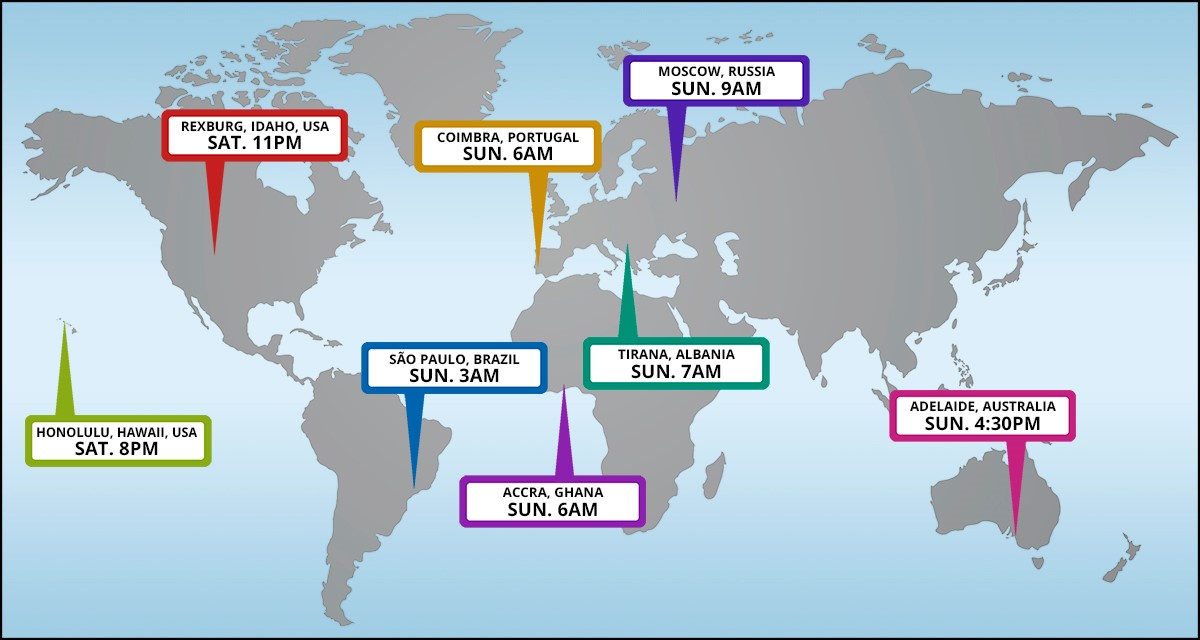 MOSCOW, RUSSIA
SUN. 9AM
REXBURG, IDAHO, USA
SAT. 11PM
COIMBRA, PORTUGAL
SUN. 6AM
SÃO PAULO, BRAZIL
SUN. 3AM
TIRANA, ALBANIA
SUN. 7AM
ADELAIDE, AUSTRALIA
SUN. 4:30PM
HONOLULU, HAWAII, USA
SAT. 8PM
ACCRA, GHANA
SUN. 6AM